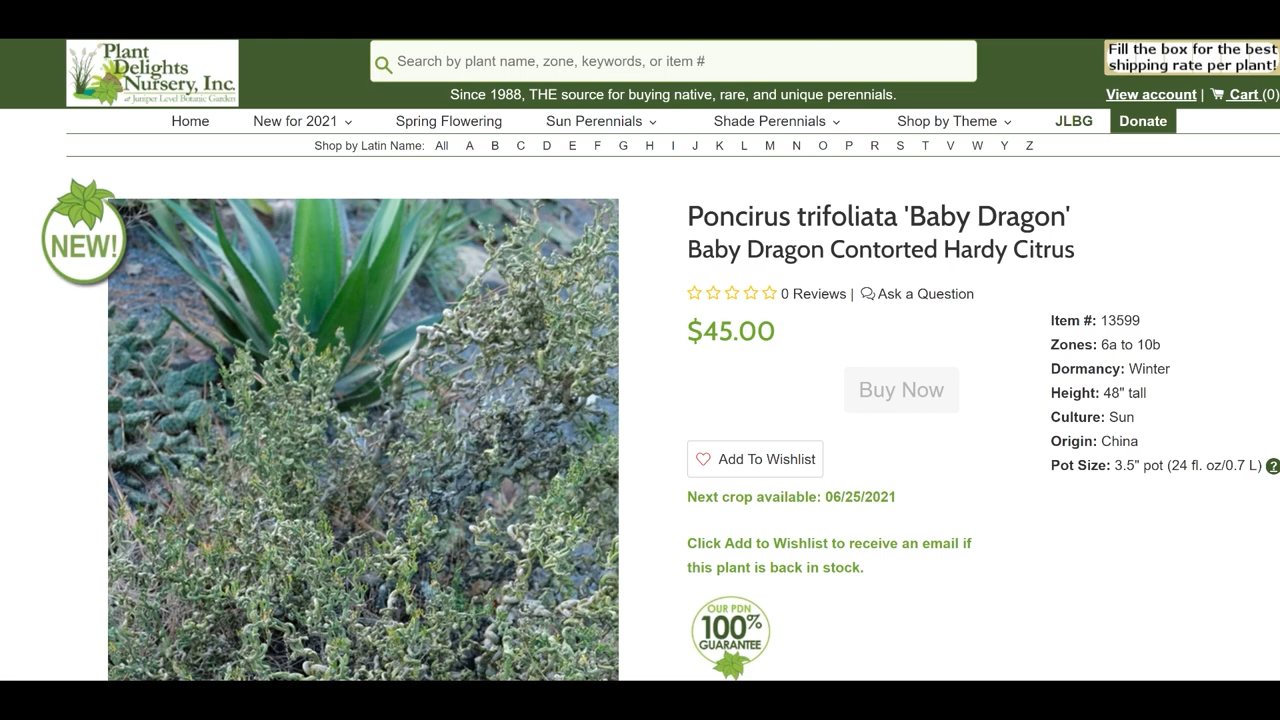 Plant
Delights
Nursery, Inc.
at Juniper Level Botanic Garden
Search by plant name, zone, keywords, or item #
Since 1988, THE source for buying native, rare, and unique perennials.
Fill the box for the best
shipping rate per plant!
View account | Cart (0)
Home New for 2021 Spring Flowering Sun Perennials Shade Perennials Shop by Theme JLBG Donate
Shop by Latin Name: All A B C D E F G H I J K L M N O P R S T V W Y Z
NEW!
Poncirus trifoliata 'Baby Dragon'
Baby Dragon Contorted Hardy Citrus
0 Reviews | Ask a Question
$45.00
Buy Now
Add To Wishlist
Next crop available: 06/25/2021
Click Add to Wishlist to receive an email if
this plant is back in stock.
OUR PDN
100%
GUARANTEE
Item #: 13599
Zones: 6a to 10b
Dormancy: Winter
Height: 48" tall
Culture: Sun
Origin: China
Pot Size: 3.5" pot (24 fl. oz/0.7 L) ?